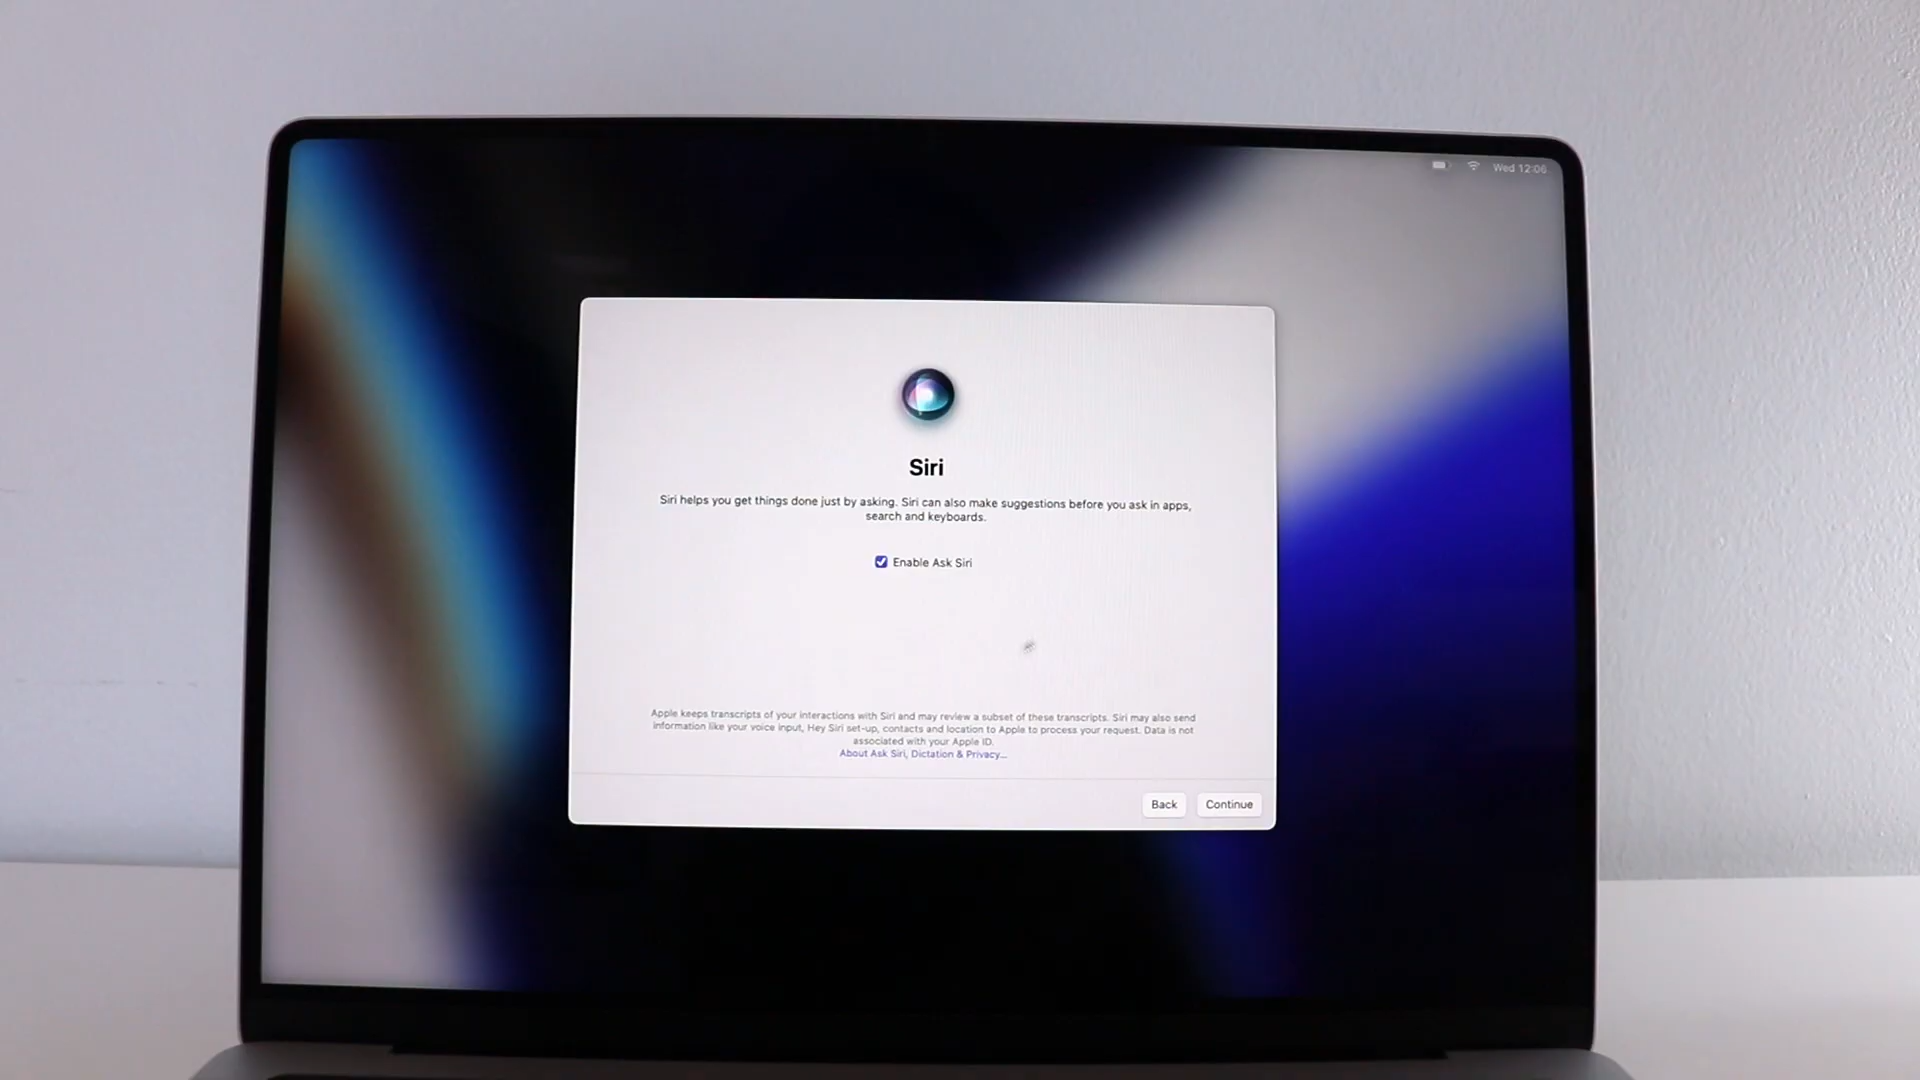 Wed 12:06
Siri
Siri helps you get things done just by asking. Siri can also make suggestions before you ask in apps,
search and keyboards.
Enable Ask Siri
Apple keeps transcripts of your interactions with Siri and may review a subset of these transcripts. Siri may also send
information like your voice input, Hey Siri set-up, contacts and location to Apple to process your request. Data is not
associated with your Apple ID.
About Ask Siri, Dictation & Privacy...
Back
Continue